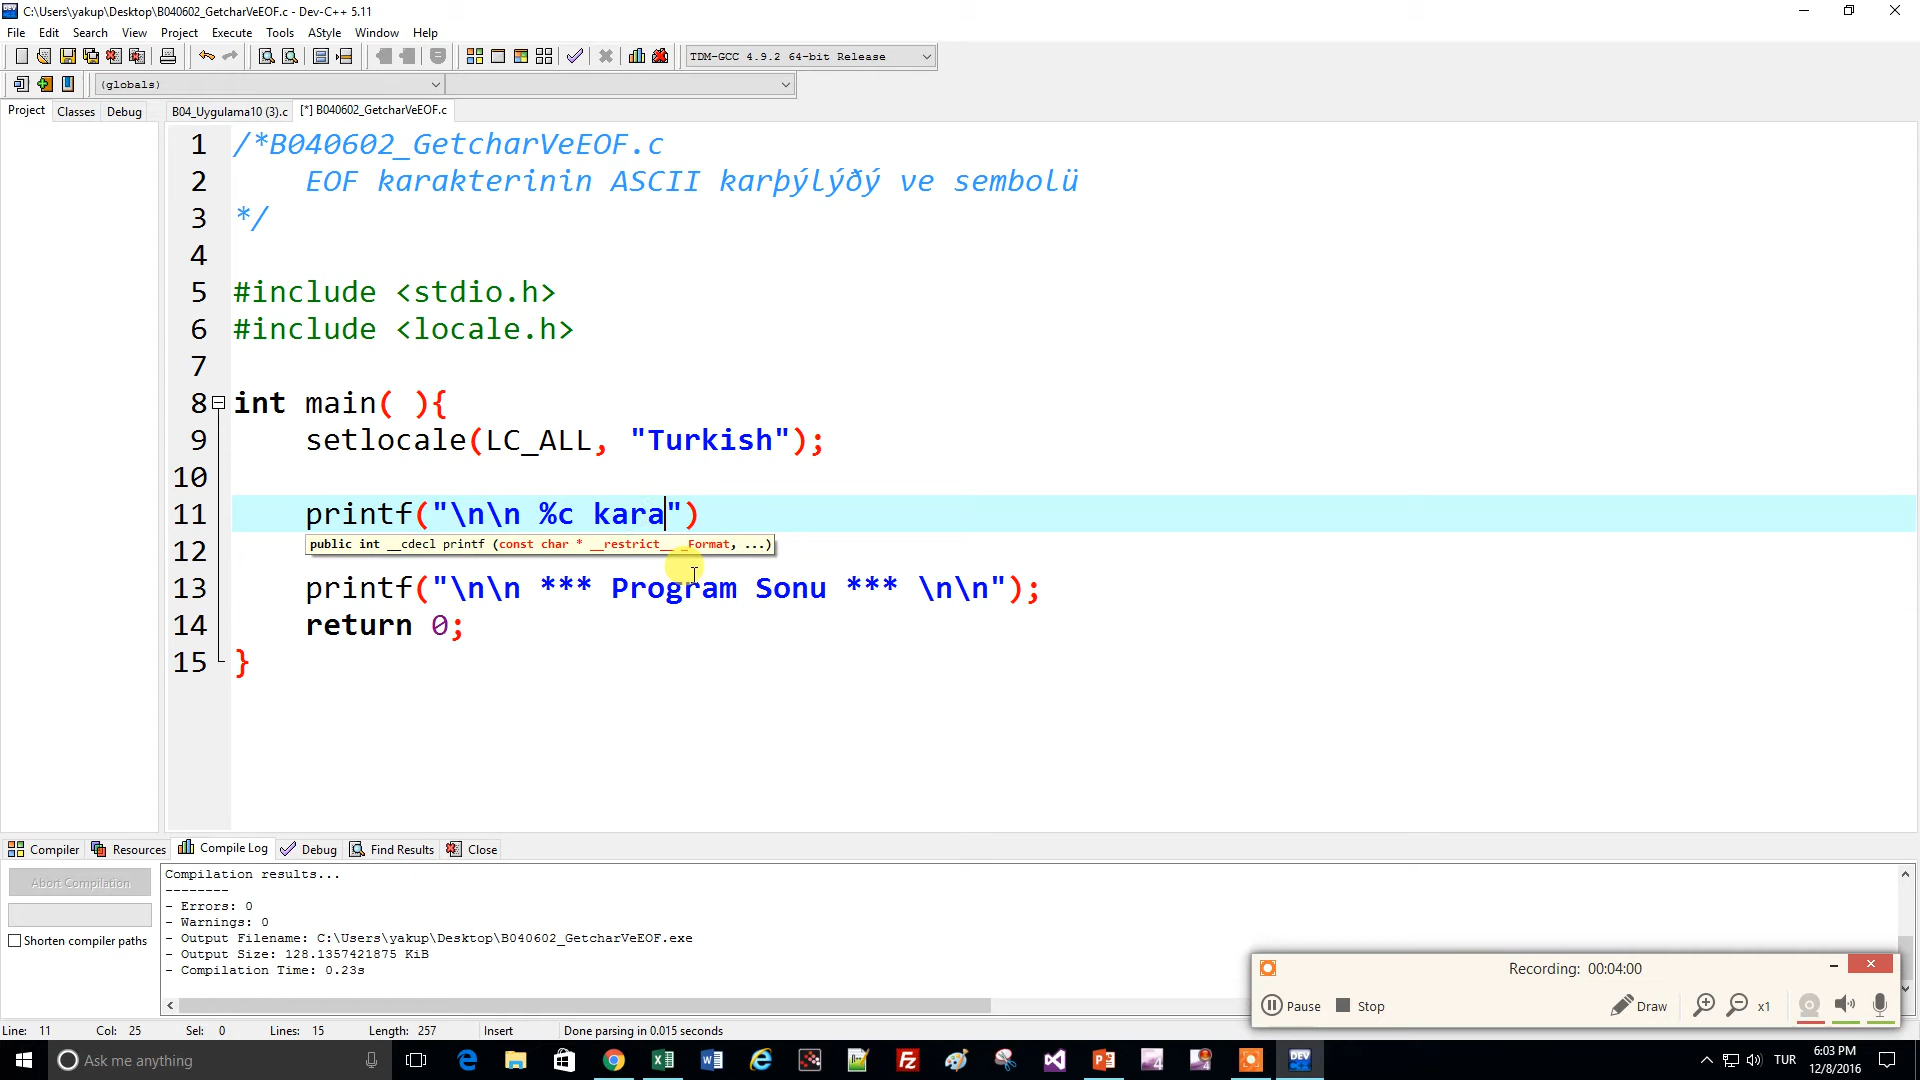 C:\Users\yakup\Desktop\B040602_GetcharVeEOF.c - Dev-C++ 5.11
File Edit Search View Project Execute Tools AStyle Window Help
TDM-GCC 4.9.2 64-bit Release
(globals)
Project Classes Debug B04_Uygulama10 (3).c [*] B040602_GetcharVeEOF.c
1 /*B040602_GetcharVeEOF.c
2 EOF karakterinin ASCII karþýlýðý ve sembolü
3 */
4
5 #include <stdio.h>
6 #include <locale.h>
7
8 int main( ){
9 setlocale(LC_ALL, "Turkish");
10
11 printf("\n\n %c kara")
public int __cdecl printf (const char * __restrict__ _Format, ...)
12
13 printf("\n\n *** Program Sonu *** \n\n");
14 return 0;
15 }
Compiler Resources Compile Log Debug Find Results Close
Abort Compilation
Shorten compiler paths
Compilation results...
--------
- Errors: 0
- Warnings: 0
- Output Filename: C:\Users\yakup\Desktop\B040602_GetcharVeEOF.exe
- Output Size: 128.1357421875 KiB
- Compilation Time: 0.23s
Recording: 00:04:00
Pause Stop Draw x1
Line: 11 Col: 25 Sel: 0 Lines: 15 Length: 257 Insert Done parsing in 0.015 seconds
Ask me anything
TUR
6:03 PM
12/8/2016